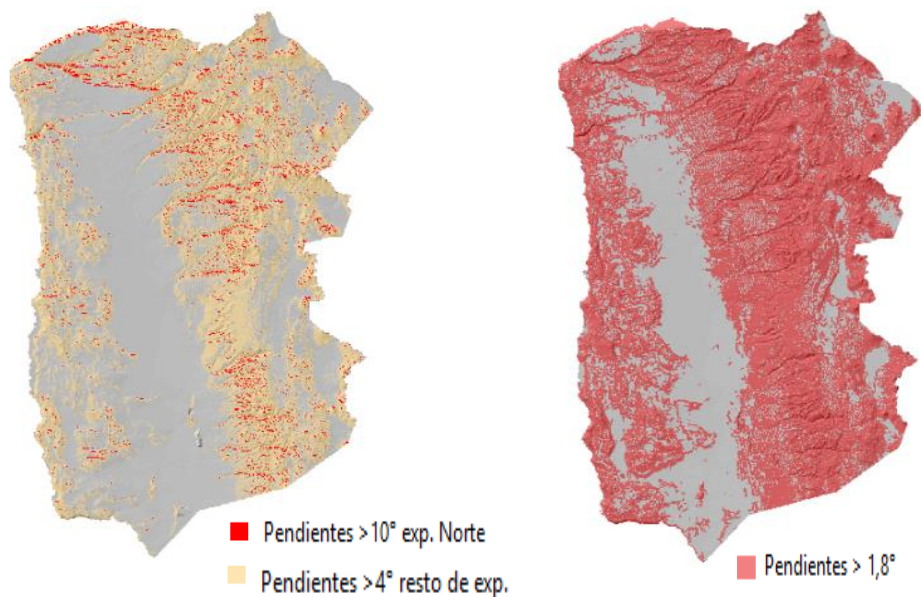 Pendientes >10° exp. Norte
Pendientes >4° resto de exp.
Pendientes > 1,8°